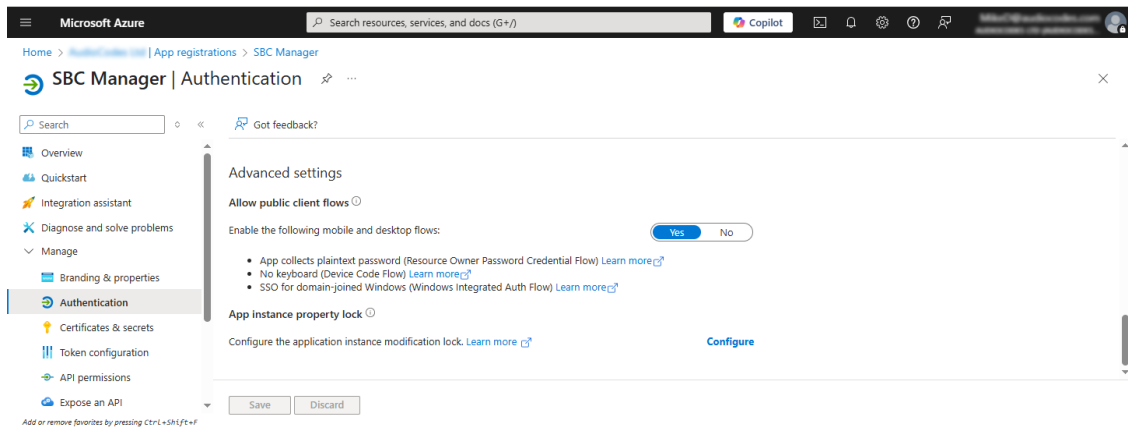 Microsoft Azure
Search resources, services, and docs (G+/)
Copilot
Home > | App registrations > SBC Manager
SBC Manager | Authentication
Search
Got feedback?
Overview
Quickstart
Integration assistant
Diagnose and solve problems
Manage
Branding & properties
Authentication
Certificates & secrets
Token configuration
API permissions
Expose an API
Add or remove favorites by pressing Ctrl+Shift+F
Advanced settings
Allow public client flows
Enable the following mobile and desktop flows:
Yes No
• App collects plaintext password (Resource Owner Password Credential Flow) Learn more
• No keyboard (Device Code Flow) Learn more
• SSO for domain-joined Windows (Windows Integrated Auth Flow) Learn more
App instance property lock
Configure the application instance modification lock. Learn more
Configure
Save Discard